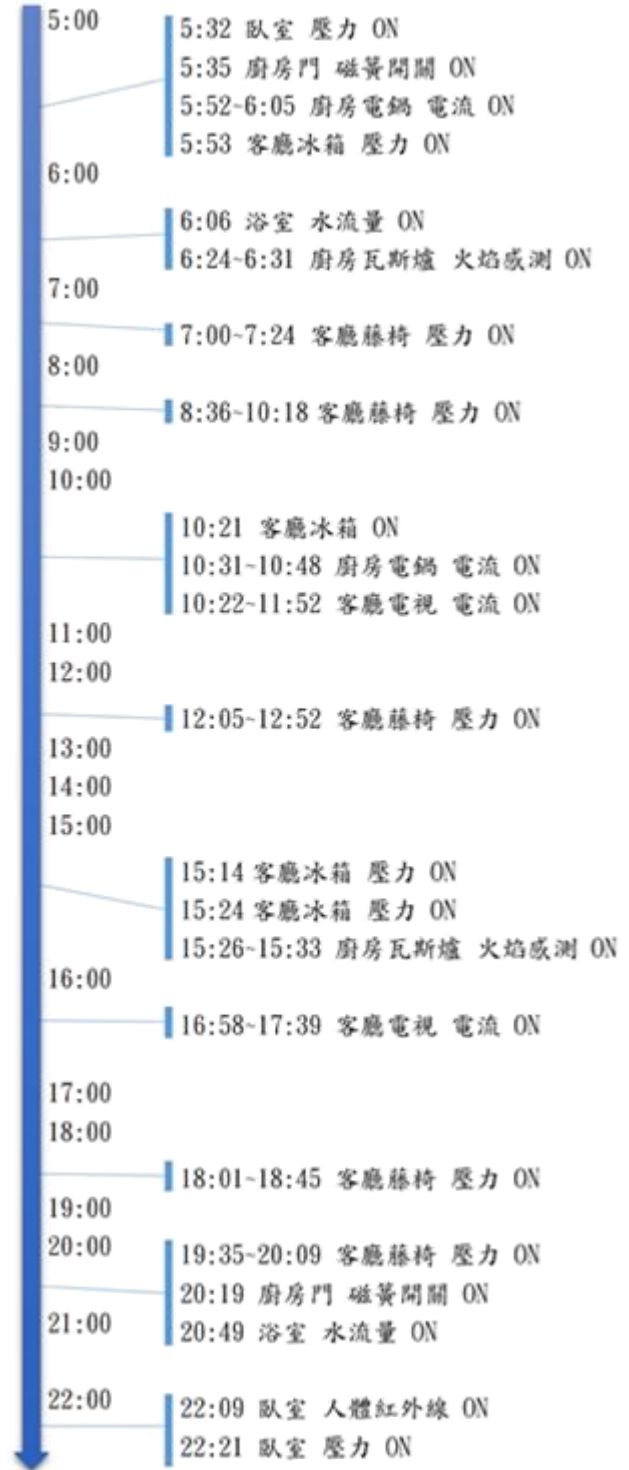 5:00
5:32 臥室 壓力 ON
5:35 廚房門 磁簧開關 ON
5:52~6:05 廚房電鍋 電流 ON
5:53 客廳冰箱 壓力 ON
6:00
6:06 浴室 水流量 ON
6:24~6:31 廚房瓦斯爐 火焰感測 ON
7:00
7:00~7:24 客廳藤椅 壓力 ON
8:00
8:36~10:18 客廳藤椅 壓力 ON
9:00
10:00
10:21 客廳冰箱 ON
10:31~10:48 廚房電鍋 電流 ON
10:22~11:52 客廳電視 電流 ON
11:00
12:00
12:05~12:52 客廳藤椅 壓力 ON
13:00
14:00
15:00
15:14 客廳冰箱 壓力 ON
15:24 客廳冰箱 壓力 ON
15:26~15:33 廚房瓦斯爐 火焰感測 ON
16:00
16:58~17:39 客廳電視 電流 ON
17:00
18:00
18:01~18:45 客廳藤椅 壓力 ON
19:00
20:00
19:35~20:09 客廳藤椅 壓力 ON
20:19 廚房門 磁簧開關 ON
21:00
20:49 浴室 水流量 ON
22:00
22:09 臥室 人體紅外線 ON
22:21 臥室 壓力 ON